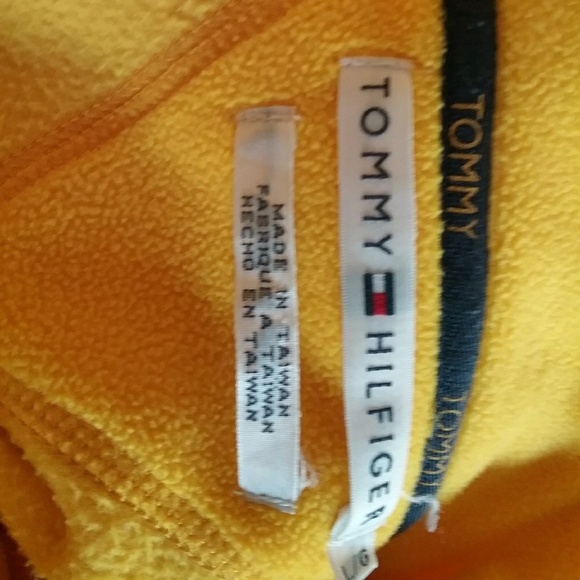 TOMMY HILFIGER
L/G
MADE IN TAIWAN
FABRIQUE A TAIWAN
HECHO EN TAIWAN
TOMMY
TOMMY